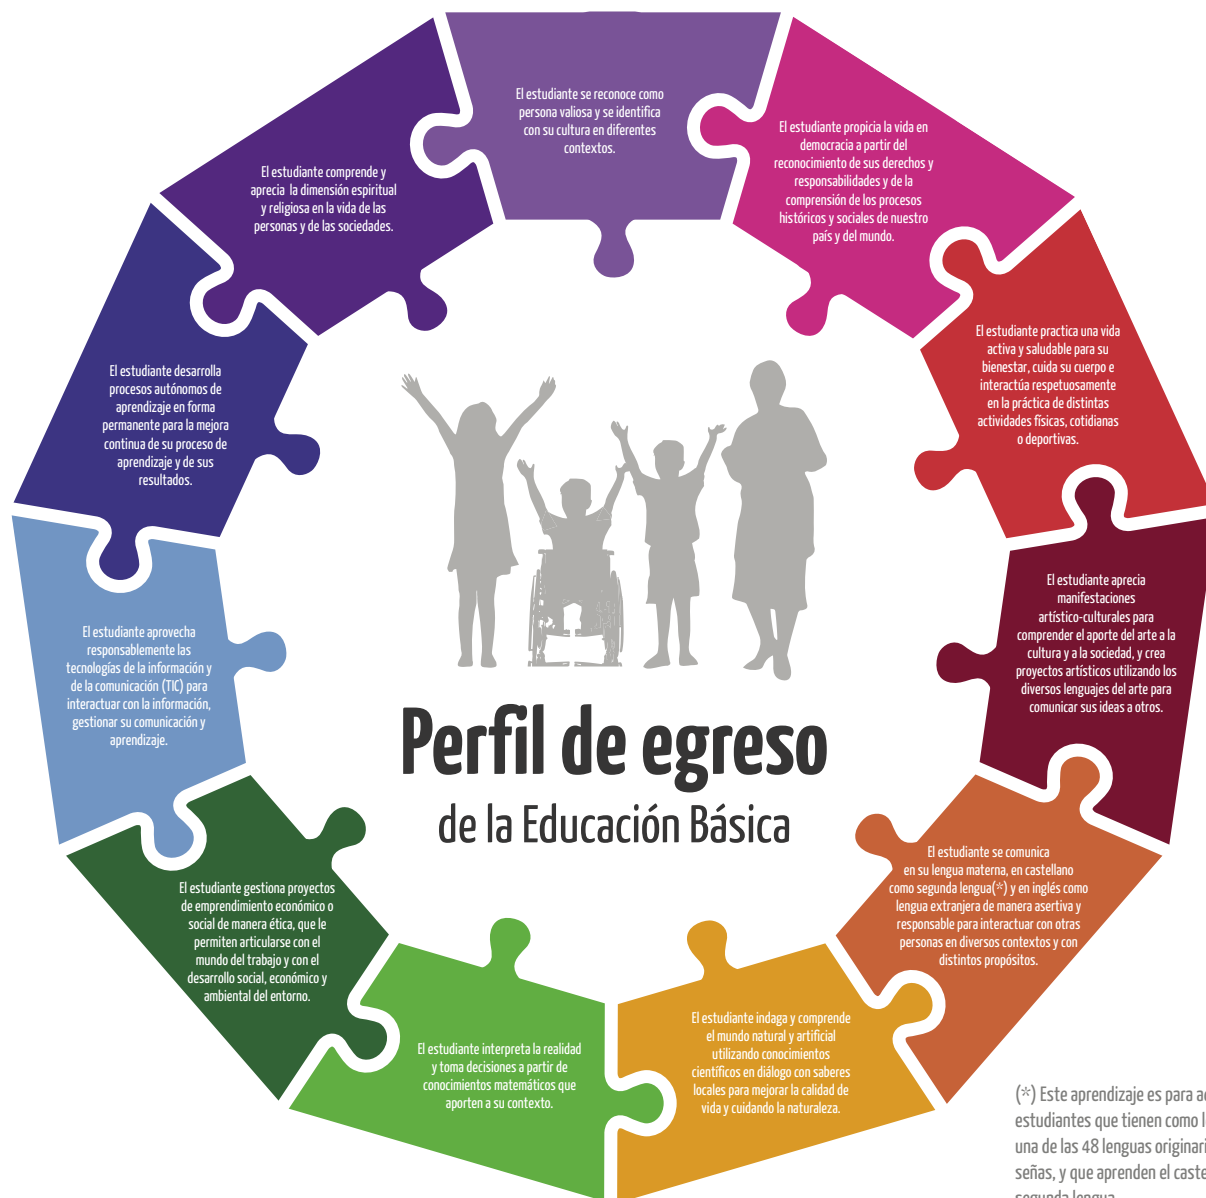 El estudiante se reconoce como
persona valiosa y se identifica
con su cultura en diferentes
contextos.
El estudiante propicia la vida en
democracia a partir del
reconocimiento de sus derechos y
responsabilidades y de la
comprensión de los procesos
históricos y sociales de nuestro
país y del mundo.
El estudiante practica una vida
activa y saludable para su
bienestar, cuida su cuerpo e
interactúa respetuosamente
en la práctica de distintas
actividades físicas, cotidianas
o deportivas.
El estudiante aprecia
manifestaciones
artístico-culturales para
comprender el aporte del arte a la
cultura y a la sociedad, y crea
proyectos artísticos utilizando los
diversos lenguajes del arte para
comunicar sus ideas a otros.
El estudiante se comunica
en su lengua materna, en castellano
como segunda lengua(*) y en inglés como
lengua extranjera de manera asertiva y
responsable para interactuar con otras
personas en diversos contextos y con
distintos propósitos.
El estudiante indaga y comprende
el mundo natural y artificial
utilizando conocimientos
científicos en diálogo con saberes
locales para mejorar la calidad de
vida y cuidando la naturaleza.
El estudiante interpreta la realidad
y toma decisiones a partir de
conocimientos matemáticos que
aporten a su contexto.
El estudiante gestiona proyectos
de emprendimiento económico o
social de manera ética, que le
permiten articularse con el
mundo del trabajo y con el
desarrollo social, económico y
ambiental del entorno.
El estudiante aprovecha
responsablemente las
tecnologías de la información y
de la comunicación (TIC) para
interactuar con la información,
gestionar su comunicación y
aprendizaje.
El estudiante desarrolla
procesos autónomos de
aprendizaje en forma
permanente para la mejora
continua de su proceso de
aprendizaje y de sus
resultados.
El estudiante comprende y
aprecia la dimensión espiritual
y religiosa en la vida de las
personas y de las sociedades.
Perfil de egreso
de la Educación Básica
(*) Este aprendizaje es para
estudiantes que tienen como
una de las 48 lenguas
señas, y que aprenden el
segunda lengua